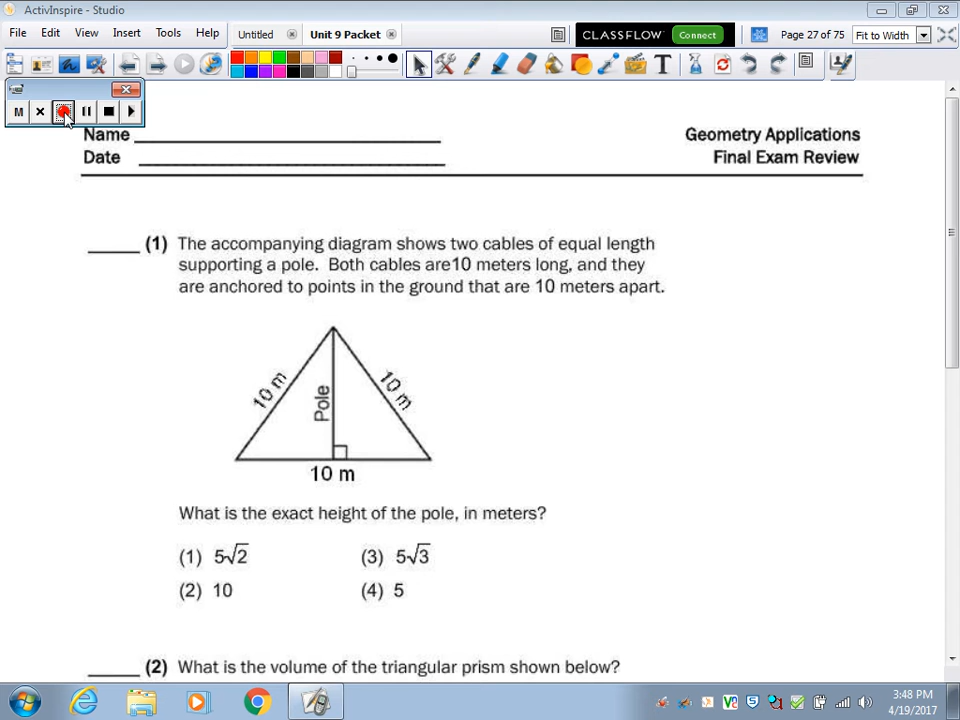 ActivInspire - Studio
File Edit View Insert Tools Help
Untitled
Unit 9 Packet
CLASSFLOW Connect
Page 27 of 75
Fit to Width
M
Name
Date
Geometry Applications
Final Exam Review
(1) The accompanying diagram shows two cables of equal length
supporting a pole. Both cables are10 meters long, and they
are anchored to points in the ground that are 10 meters apart.
10 m
Pole
10 m
10 m
What is the exact height of the pole, in meters?
(1) 5√2 (3) 5√3
(2) 10 (4) 5
(2) What is the volume of the triangular prism shown below?
3:48 PM
4/19/2017